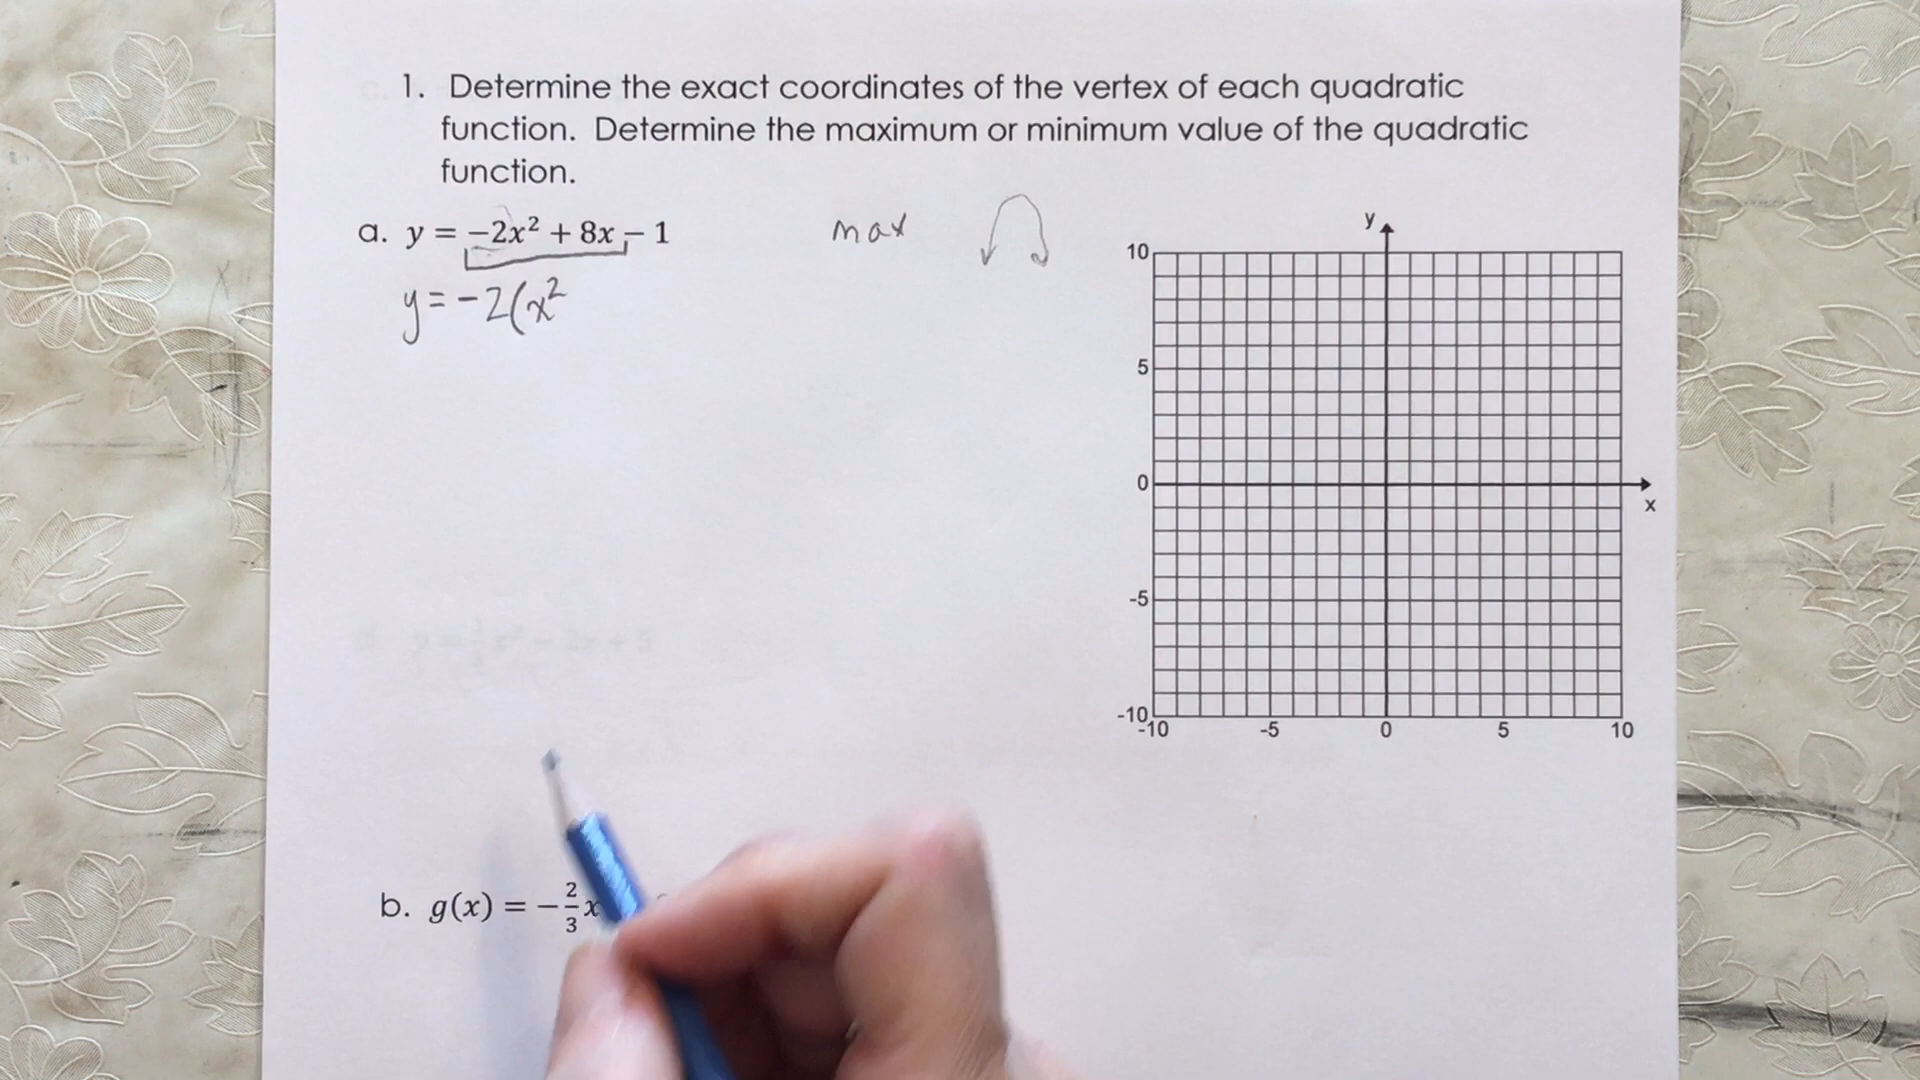 1. Determine the exact coordinates of the vertex of each quadratic
function. Determine the maximum or minimum value of the quadratic
function.
a. y = −2x² + 8x − 1
max
y = -2(x²
y
10
5
0
x
-5
-10
-10 -5 0 5 10
b. g(x) = −2/3x